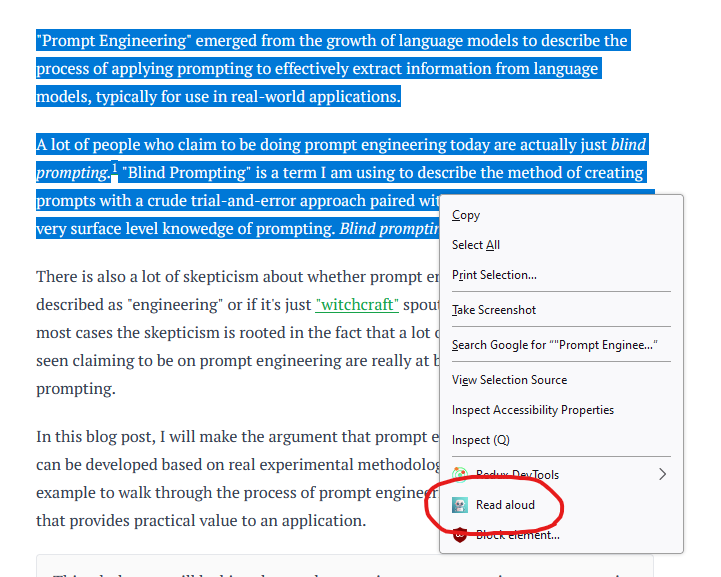 "Prompt Engineering" emerged from the growth of language models to describe the
process of applying prompting to effectively extract information from language
models, typically for use in real-world applications.
A lot of people who claim to be doing prompt engineering today are actually just blind
prompting.1 "Blind Prompting" is a term I am using to describe the method of creating
prompts with a crude trial-and-error approach paired wit
very surface level knowedge of prompting. Blind promptin
There is also a lot of skepticism about whether prompt en
described as "engineering" or if it's just "witchcraft" spout
most cases the skepticism is rooted in the fact that a lot o
seen claiming to be on prompt engineering are really at b
prompting.
In this blog post, I will make the argument that prompt e
can be developed based on real experimental methodolog
example to walk through the process of prompt engineer
that provides practical value to an application.
Copy
Select All
Print Selection...
Take Screenshot
Search Google for “"Prompt Enginee...”
View Selection Source
Inspect Accessibility Properties
Inspect (Q)
Redux DevTools
Read aloud
Block element...